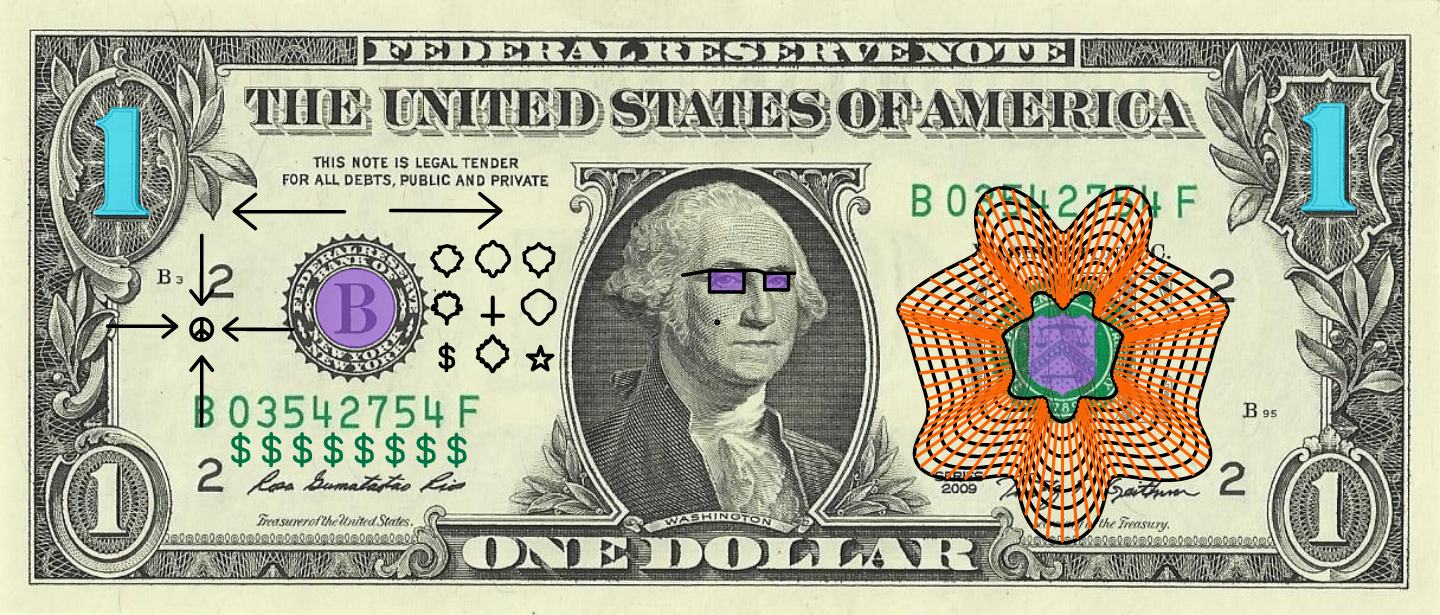 FEDERAL RESERVE NOTE
THE UNITED STATES OF AMERICA
1
1
THIS NOTE IS LEGAL TENDER
FOR ALL DEBTS, PUBLIC AND PRIVATE
B 03542754 F
C.
B 3
2
2
FEDERAL RESERVE
BANK OF
B
NEW YORK
NEW YORK
$
B 95
B 03542754 F
$$$$$$$$
2
Rosa Gumataotao Rios
SERIES
2009
2
Treasurer of the United States.
the Treasury.
WASHINGTON
1
1
ONE DOLLAR